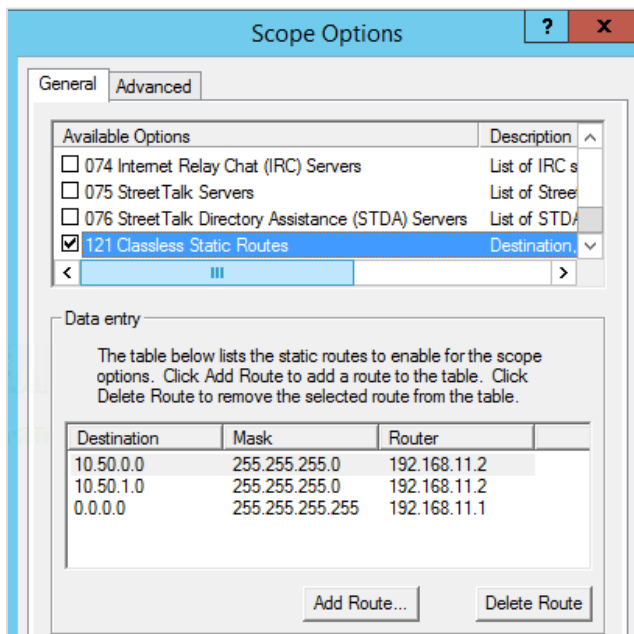 Scope Options
? x
General Advanced
Available Options Description
074 Internet Relay Chat (IRC) Servers List of IRC s
075 StreetTalk Servers List of Stree
076 StreetTalk Directory Assistance (STDA) Servers List of STDA
121 Classless Static Routes Destination,
Data entry
The table below lists the static routes to enable for the scope
options. Click Add Route to add a route to the table. Click
Delete Route to remove the selected route from the table.
Destination Mask Router
10.50.0.0 255.255.255.0 192.168.11.2
10.50.1.0 255.255.255.0 192.168.11.2
0.0.0.0 255.255.255.255 192.168.11.1
Add Route... Delete Route